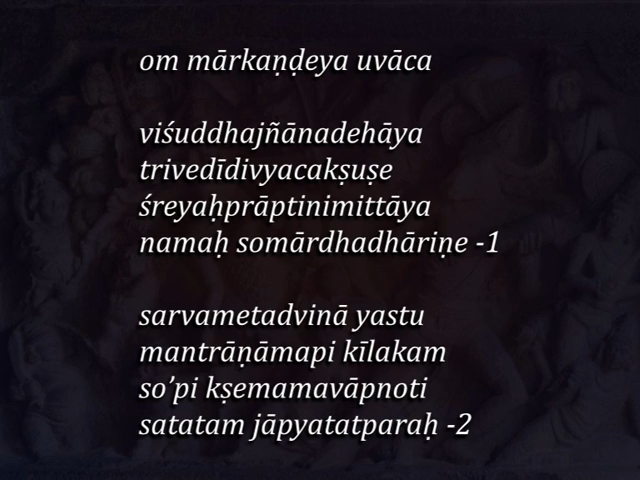 om mārkaṇḍeya uvāca
viśuddhajñānadehāya
trivedīdivyacakṣuṣe
śreyaḥprāptinimittāya
namaḥ somārdhadhāriṇe -1
sarvametadvinā yastu
mantrāṇāmapi kīlakam
so’pi kṣemamavāpnoti
satatam jāpyatatparaḥ -2